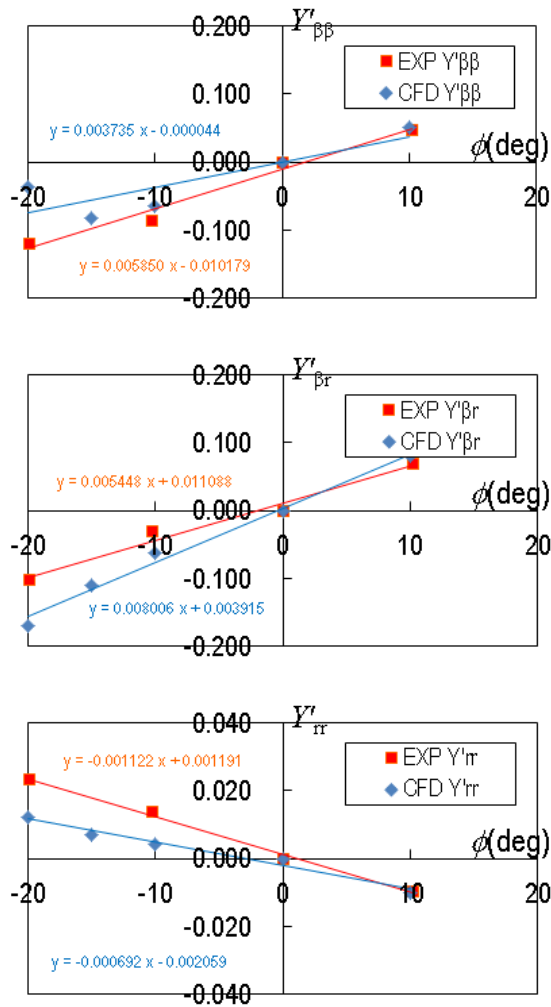 0.200
Y'ββ
EXP Y'ββ
CFD Y'ββ
0.100
y = 0.003735 x - 0.000044
0.000
ϕ(deg)
-20
-10
0
10
20
-0.100
y = 0.005850 x - 0.010179
-0.200
0.200
Y'βr
EXP Y'βr
CFD Y'βr
0.100
y = 0.005448 x + 0.011088
0.000
ϕ(deg)
-20
-10
0
10
20
-0.100
y = 0.008006 x + 0.003915
-0.200
0.040
Y'rr
EXP Y'rr
CFD Y'rr
y = -0.001122 x + 0.001191
0.020
0.000
ϕ(deg)
-20
-10
0
10
20
-0.020
y = -0.000692 x - 0.002059
-0.040